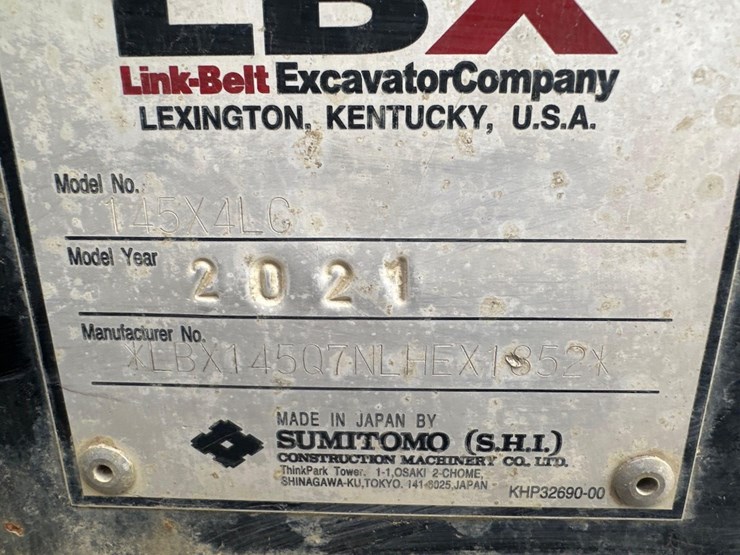 LBX
Link-Belt ExcavatorCompany
LEXINGTON, KENTUCKY, U.S.A.
Model No.
145X4LC
Model Year
2021
Manufacturer No.
XLBX145Q7NLHEX1852X
MADE IN JAPAN BY
SUMITOMO (S.H.I.)
CONSTRUCTION MACHINERY CO. LTD.
ThinkPark Tower, 1-1,OSAKI 2-CHOME,
SHINAGAWA-KU,TOKYO. 141-6025,JAPAN
KHP32690-00